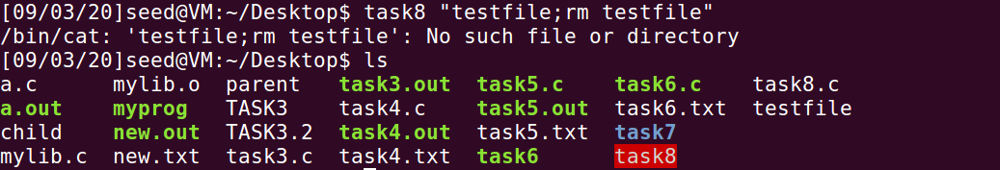 [09/03/20]seed@VM:~/Desktop$ task8 "testfile;rm testfile"
/bin/cat: 'testfile;rm testfile': No such file or directory
[09/03/20]seed@VM:~/Desktop$ ls
a.c mylib.o parent task3.out task5.c task6.c task8.c
a.out myprog TASK3 task4.c task5.out task6.txt testfile
child new.out TASK3.2 task4.out task5.txt task7
mylib.c new.txt task3.c task4.txt task6 task8